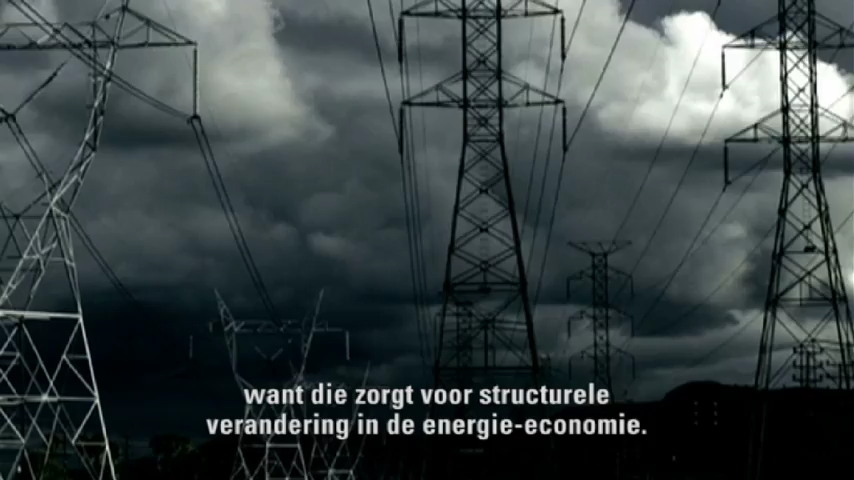 want die zorgt voor structurele
verandering in de energie-economie.